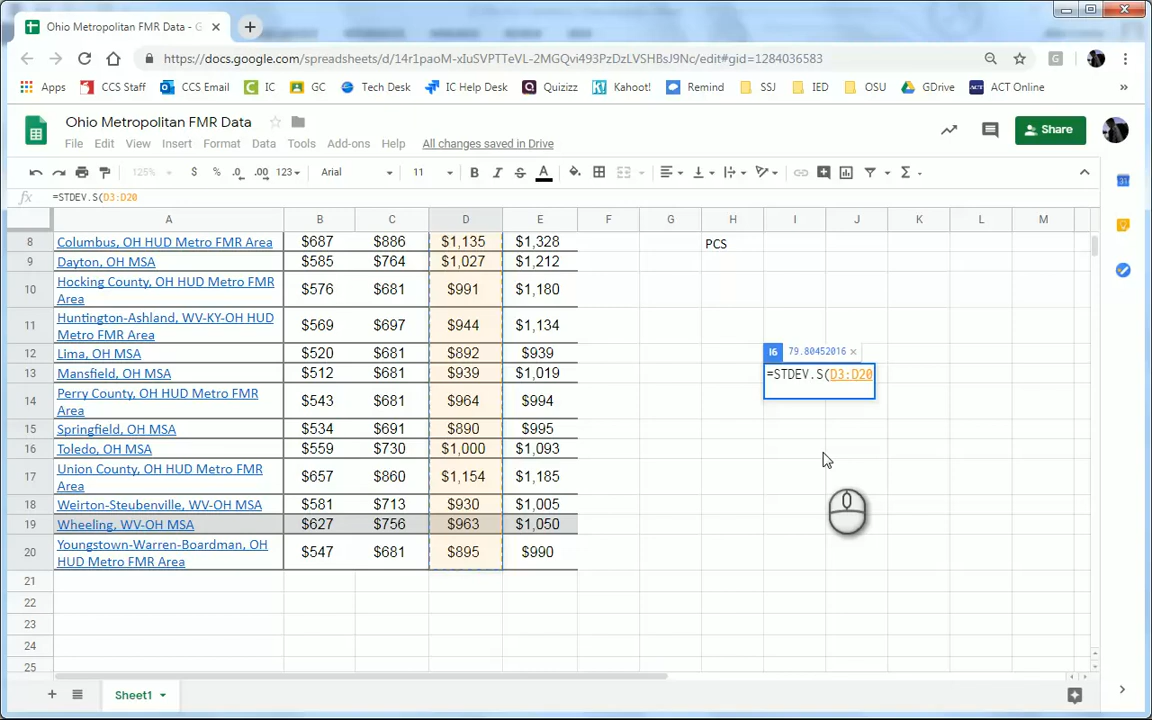 Ohio Metropolitan FMR Data - G
https://docs.google.com/spreadsheets/d/14r1paoM-xIuSVPTTeVL-2MGQvi493PzDzLVSHBsJ9Nc/edit#gid=1284036583
G
Apps CCS Staff CCS Email IC GC Tech Desk IC Help Desk Quizizz Kahoot! Remind SSJ IED OSU GDrive ACT Online »
Ohio Metropolitan FMR Data
Share
File Edit View Insert Format Data Tools Add-ons Help All changes saved in Drive
125% $ % .0 .00 123 Arial 11 B I S A Σ
fx =STDEV.S(D3:D20
A B C D E F G H I J K L M
8 Columbus, OH HUD Metro FMR Area $687 $886 $1,135 $1,328 PCS
9 Dayton, OH MSA $585 $764 $1,027 $1,212
10 Hocking County, OH HUD Metro FMR Area $576 $681 $991 $1,180
11 Huntington-Ashland, WV-KY-OH HUD Metro FMR Area $569 $697 $944 $1,134
I6 79.80452016 ×
12 Lima, OH MSA $520 $681 $892 $939
13 Mansfield, OH MSA $512 $681 $939 $1,019 =STDEV.S(D3:D20
14 Perry County, OH HUD Metro FMR Area $543 $681 $964 $994
15 Springfield, OH MSA $534 $691 $890 $995
16 Toledo, OH MSA $559 $730 $1,000 $1,093
17 Union County, OH HUD Metro FMR Area $657 $860 $1,154 $1,185
18 Weirton-Steubenville, WV-OH MSA $581 $713 $930 $1,005
19 Wheeling, WV-OH MSA $627 $756 $963 $1,050
20 Youngstown-Warren-Boardman, OH HUD Metro FMR Area $547 $681 $895 $990
21
22
23
24
25
Sheet1